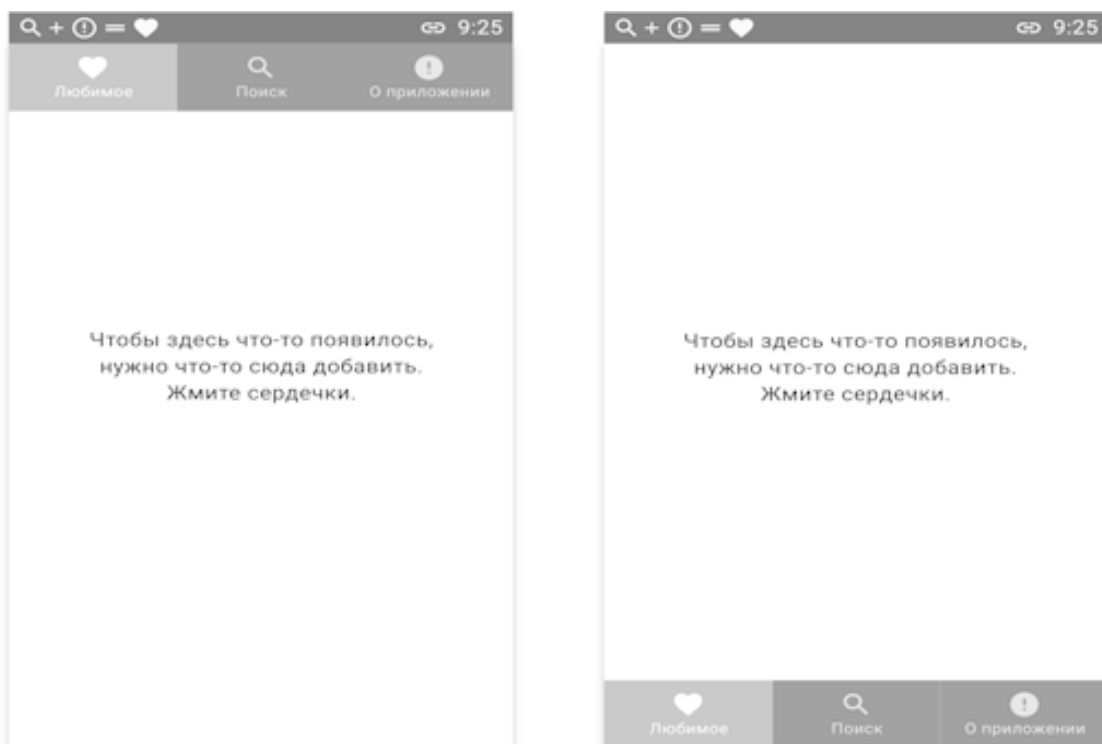 9:25
Любимое
Поиск
О приложении
Чтобы здесь что-то появилось,
нужно что-то сюда добавить.
Жмите сердечки.
9:25
Чтобы здесь что-то появилось,
нужно что-то сюда добавить.
Жмите сердечки.
Любимое
Поиск
О приложении